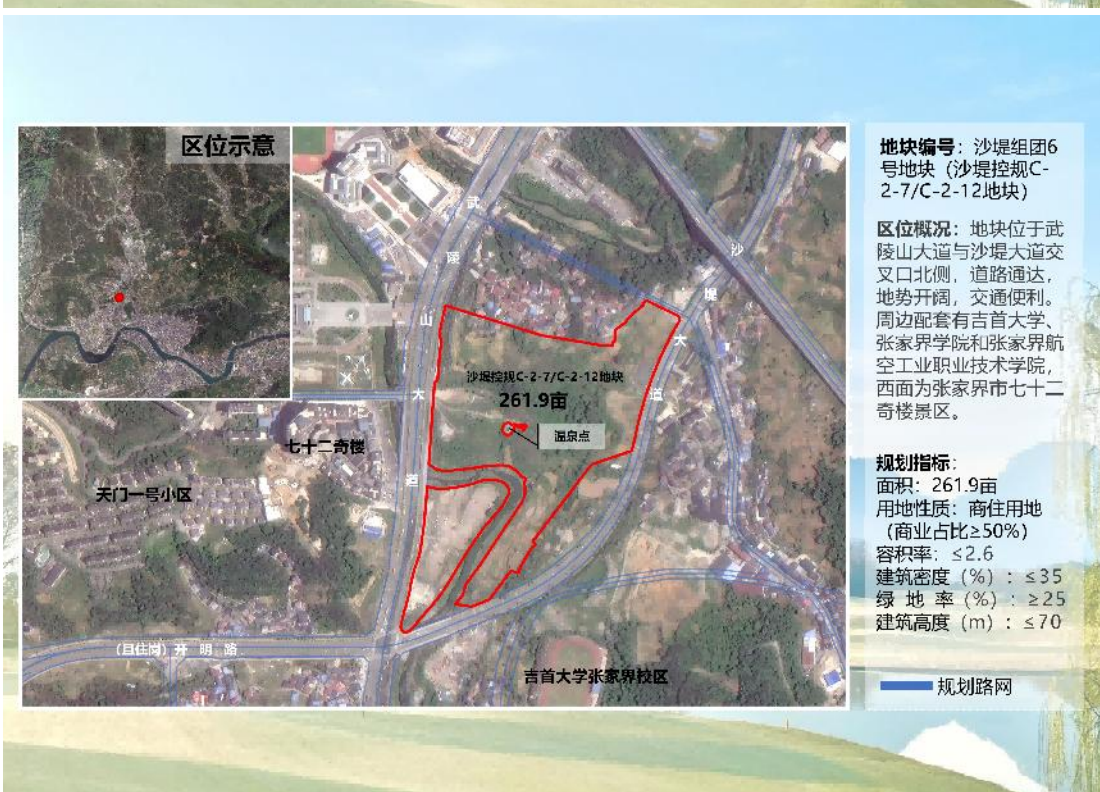 区位示意
武
陵
山
大
道
沙
堤
大
道
沙堤控规C-2-7/C-2-12地块
261.9亩
温泉点
七十二奇楼
天门一号小区
(且住岗) 开 明 路
吉首大学张家界校区
地块编号：沙堤组团6
号地块（沙堤控规C-
2-7/C-2-12地块）
区位概况：地块位于武
陵山大道与沙堤大道交
叉口北侧，道路通达，
地势开阔，交通便利。
周边配套有吉首大学、
张家界学院和张家界航
空工业职业技术学院，
西面为张家界市七十二
奇楼景区。
规划指标：
面积：261.9亩
用地性质：商住用地
（商业占比≥50%）
容积率：≤2.6
建筑密度（%）：≤35
绿 地 率（%）：≥25
建筑高度（m）：≤70
规划路网